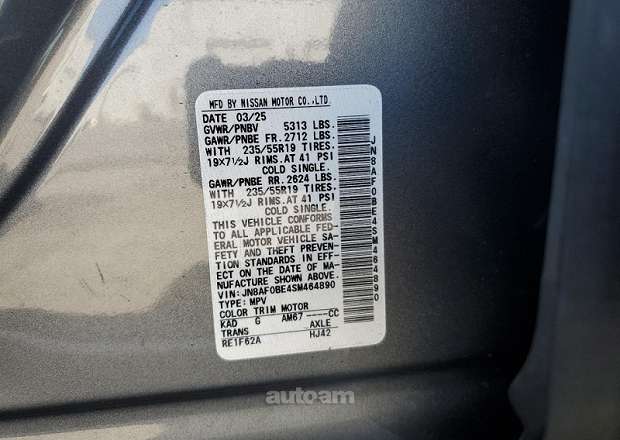 MFD BY NISSAN MOTOR CO.,LTD.
DATE 03/25
GVWR/PNBV 5313 LBS.
GAWR/PNBE FR. 2712 LBS.
WITH 235/55R19 TIRES.
19X7½J RIMS.AT 41 PSI
COLD SINGLE.
GAWR/PNBE RR. 2624 LBS.
WITH 235/55R19 TIRES.
19X7½J RIMS.AT 41 PSI
COLD SINGLE.
THIS VEHICLE CONFORMS
TO ALL APPLICABLE FED-
ERAL MOTOR VEHICLE SA-
FETY AND THEFT PREVEN-
TION STANDARDS IN EFF-
ECT ON THE DATE OF MA-
NUFACTURE SHOWN ABOVE.
VIN: JN8AF0BE4SM464890
TYPE: MPV
COLOR TRIM MOTOR
KAD G AM67 ----CC
TRANS AXLE
RE1F62A HJ42
JN8AF0BE4SM464890
autoam